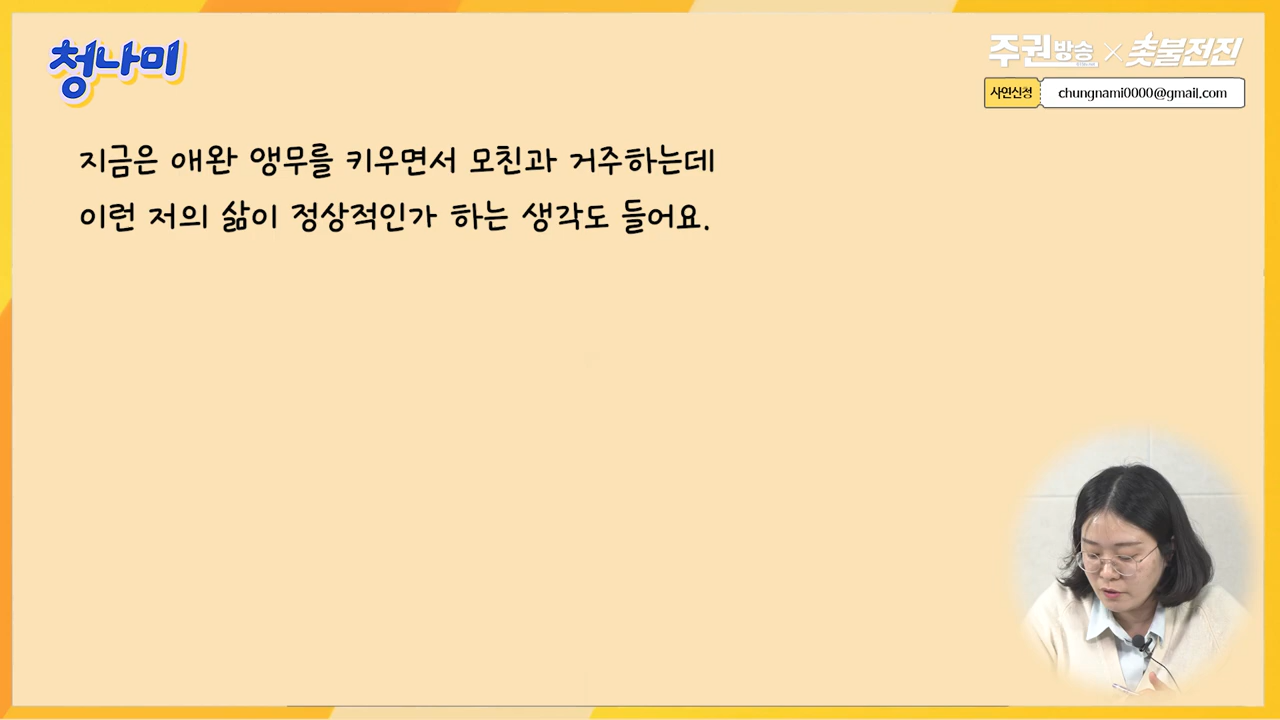 청나미
주권방송×촛불전진
사연신청 chungnami0000@gmail.com
지금은 애완 앵무를 키우면서 모친과 거주하는데
이런 저의 삶이 정상적인가 하는 생각도 들어요.